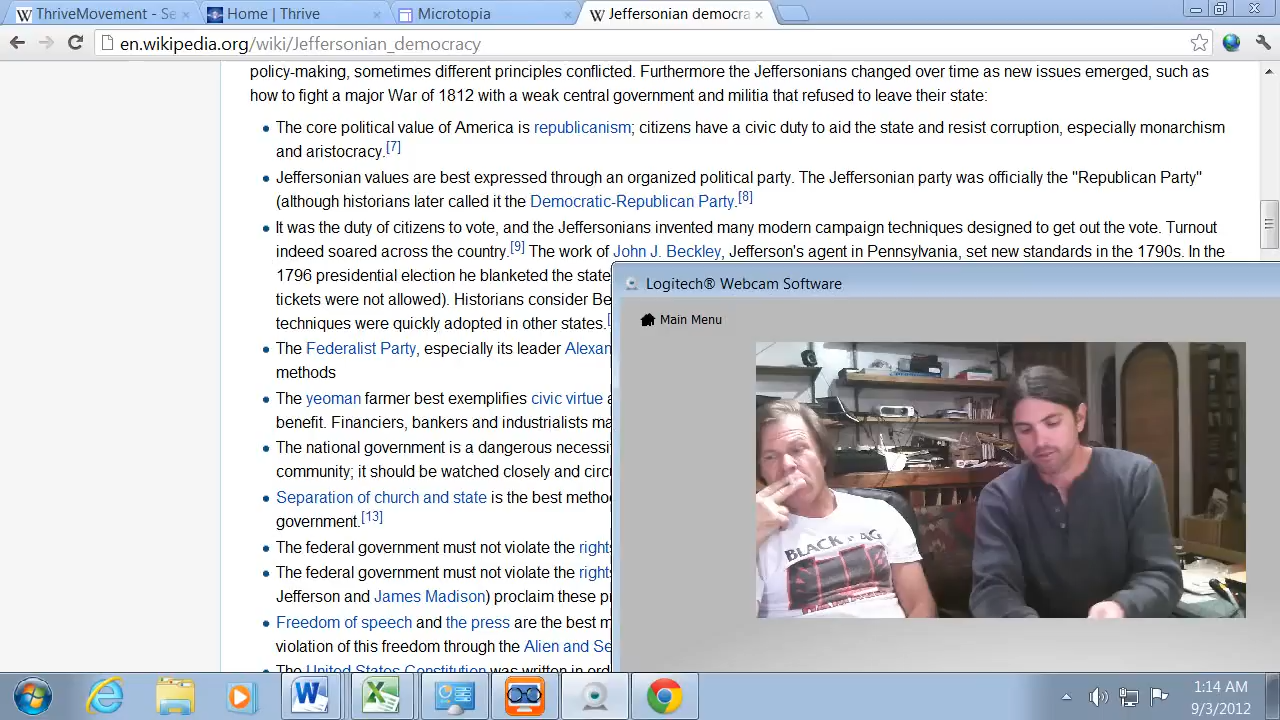 ThriveMovement - Se
Home | Thrive
Microtopia
Jeffersonian democra
en.wikipedia.org/wiki/Jeffersonian_democracy
policy-making, sometimes different principles conflicted. Furthermore the Jeffersonians changed over time as new issues emerged, such as
how to fight a major War of 1812 with a weak central government and militia that refused to leave their state:
The core political value of America is republicanism; citizens have a civic duty to aid the state and resist corruption, especially monarchism
and aristocracy.[7]
Jeffersonian values are best expressed through an organized political party. The Jeffersonian party was officially the "Republican Party"
(although historians later called it the Democratic-Republican Party.[8]
It was the duty of citizens to vote, and the Jeffersonians invented many modern campaign techniques designed to get out the vote. Turnout
indeed soared across the country.[9] The work of John J. Beckley, Jefferson's agent in Pennsylvania, set new standards in the 1790s. In the
1796 presidential election he blanketed the state
tickets were not allowed). Historians consider Be
techniques were quickly adopted in other states.[
The Federalist Party, especially its leader Alexan
methods
The yeoman farmer best exemplifies civic virtue a
benefit. Financiers, bankers and industrialists ma
The national government is a dangerous necessi
community; it should be watched closely and circ
Separation of church and state is the best metho
government.[13]
The federal government must not violate the rights
The federal government must not violate the rights
Jefferson and James Madison) proclaim these p
Freedom of speech and the press are the best m
violation of this freedom through the Alien and Se
The United States Constitution was written in ord
Logitech® Webcam Software
Main Menu
BLACK FLAG
1:14 AM
9/3/2012